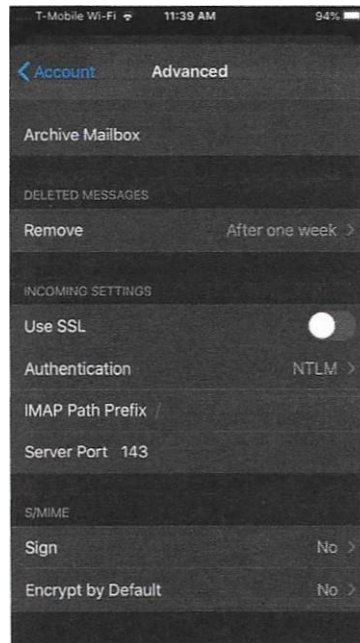 T-Mobile Wi-Fi 11:39 AM 94%
Account Advanced
Archive Mailbox
DELETED MESSAGES
Remove After one week
INCOMING SETTINGS
Use SSL
Authentication NTLM
IMAP Path Prefix /
Server Port 143
S/MIME
Sign No
Encrypt by Default No